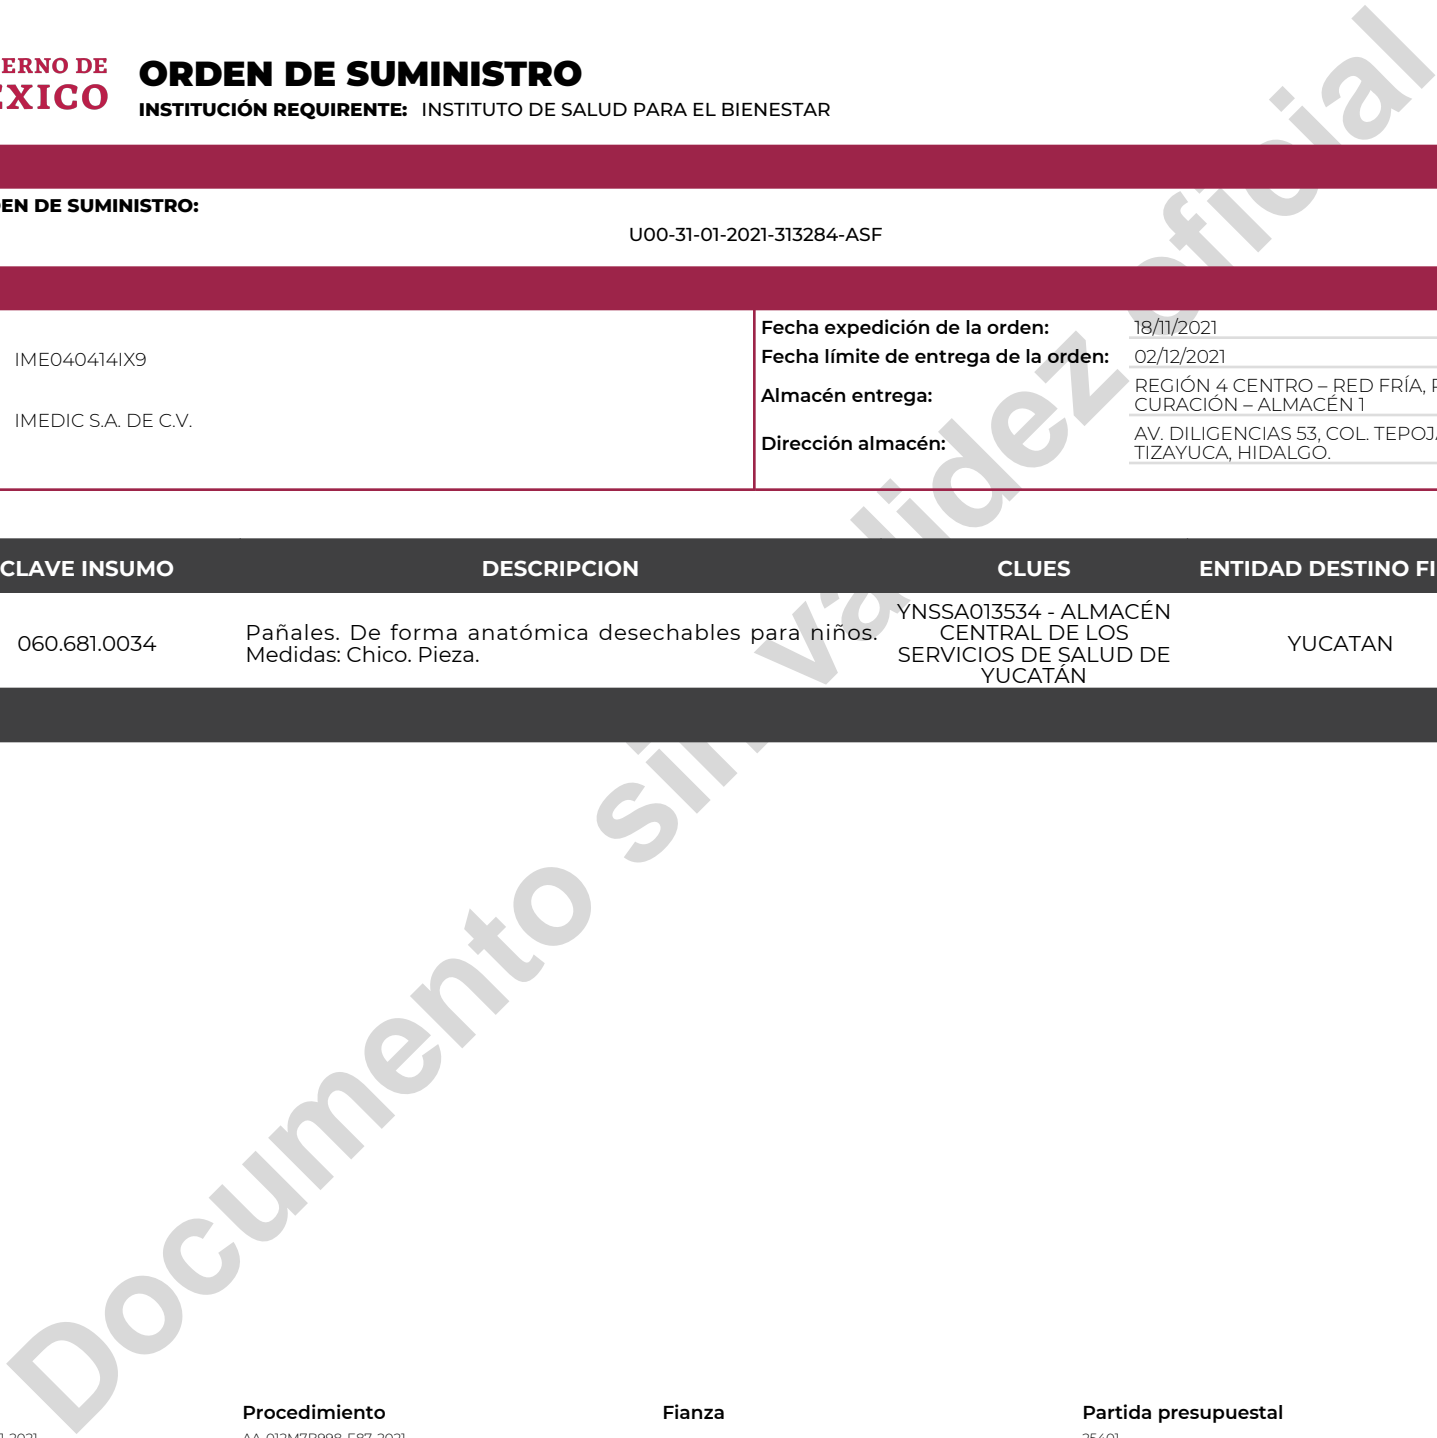 ERNO DE
ÉXICO
ORDEN DE SUMINISTRO
INSTITUCIÓN REQUIRENTE: INSTITUTO DE SALUD PARA EL BIENESTAR
EN DE SUMINISTRO:
U00-31-01-2021-313284-ASF
IME040414IX9
IMEDIC S.A. DE C.V.
Fecha expedición de la orden: 18/11/2021
Fecha límite de entrega de la orden: 02/12/2021
Almacén entrega: REGIÓN 4 CENTRO – RED FRÍA,
CURACIÓN – ALMACÉN 1
Dirección almacén: AV. DILIGENCIAS 53, COL. TEPOJ
TIZAYUCA, HIDALGO.
CLAVE INSUMO DESCRIPCION CLUES ENTIDAD DESTINO FI
060.681.0034
Pañales. De forma anatómica desechables para niños.
Medidas: Chico. Pieza.
YNSSA013534 - ALMACÉN
CENTRAL DE LOS
SERVICIOS DE SALUD DE
YUCATÁN
YUCATAN
Documento sin validez oficial
Procedimiento Fianza Partida presupuestal